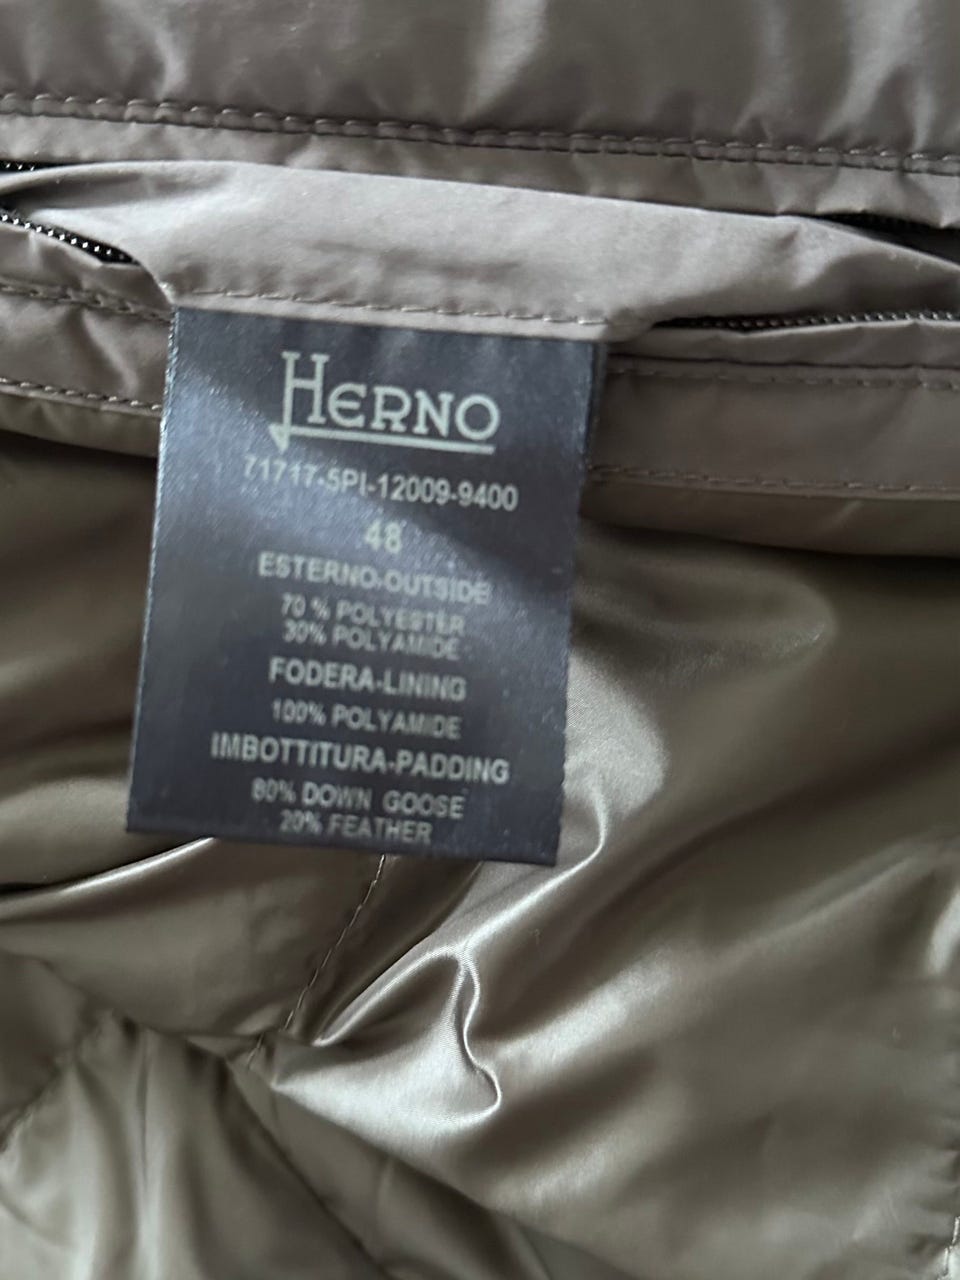 HERNO
71717-5PI-12009-9400
48
ESTERNO-OUTSIDE
70 % POLYESTER
30% POLYAMIDE
FODERA-LINING
100% POLYAMIDE
IMBOTTITURA-PADDING
80% DOWN GOOSE
20% FEATHER